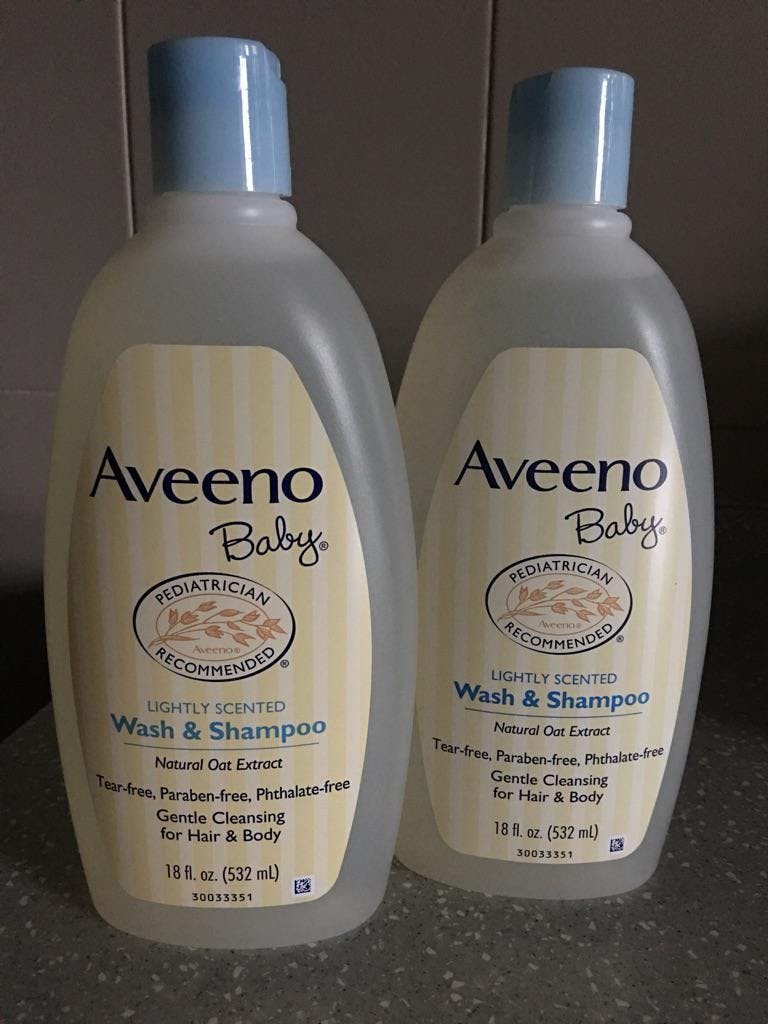 Aveeno
Baby®
PEDIATRICIAN
Aveeno®
RECOMMENDED®
LIGHTLY SCENTED
Wash & Shampoo
Natural Oat Extract
Tear-free, Paraben-free, Phthalate-free
Gentle Cleansing
for Hair & Body
18 fl. oz. (532 mL)
30033351
Aveeno
Baby®
PEDIATRICIAN
Aveeno®
RECOMMENDED®
LIGHTLY SCENTED
Wash & Shampoo
Natural Oat Extract
Tear-free, Paraben-free, Phthalate-free
Gentle Cleansing
for Hair & Body
18 fl. oz. (532 mL)
30033351